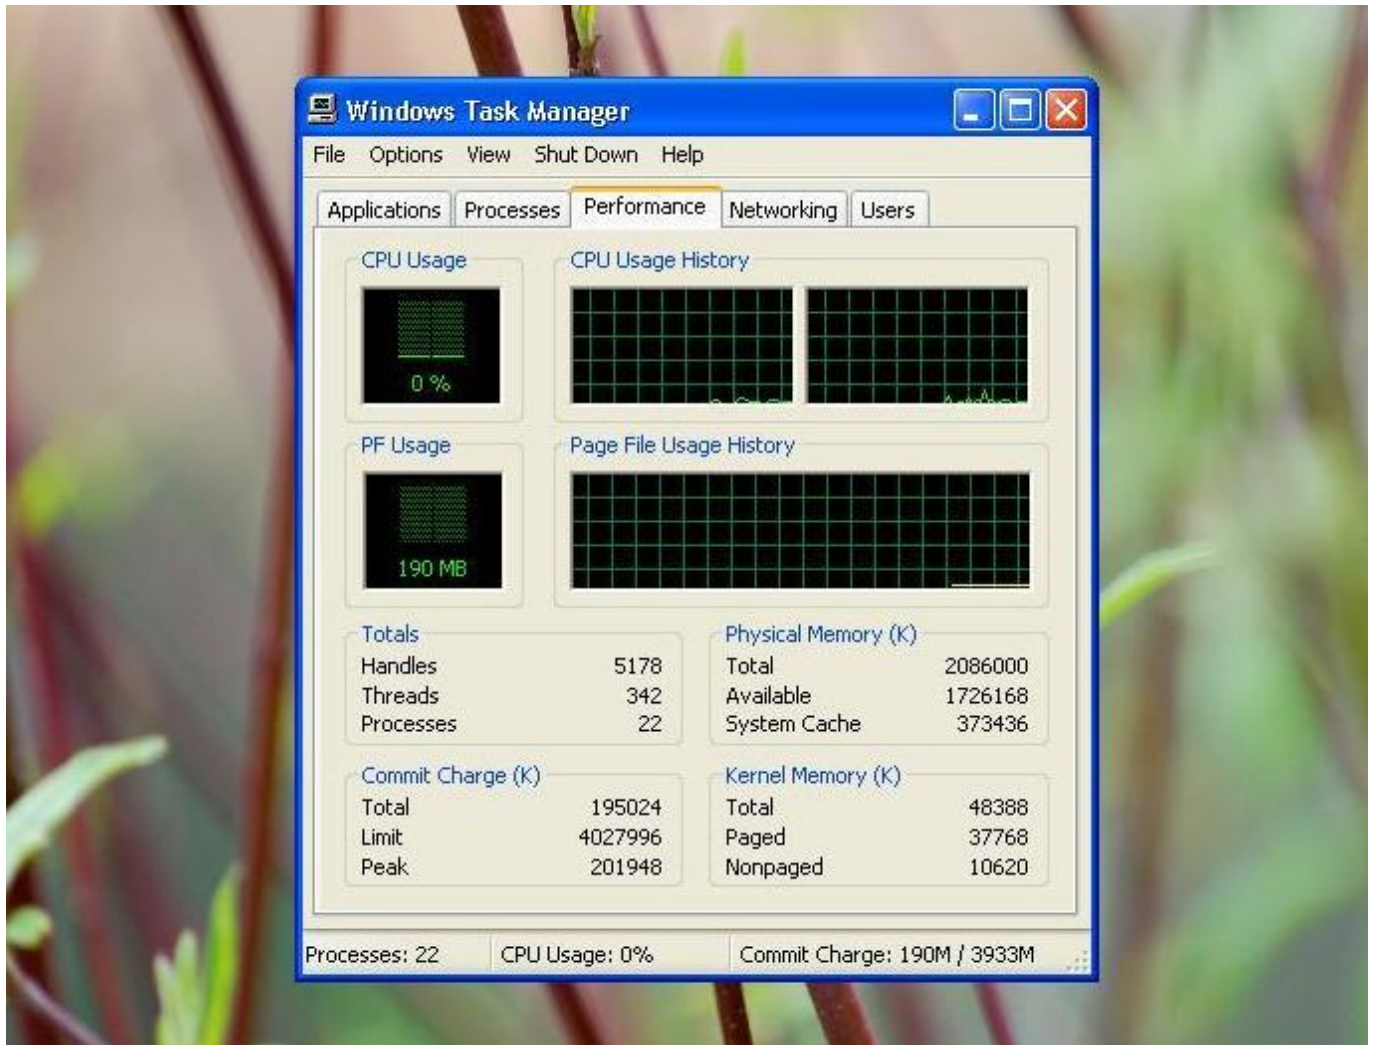 Windows Task Manager
File Options View Shut Down Help
Applications Processes Performance Networking Users
CPU Usage CPU Usage History
0 %
PF Usage Page File Usage History
190 MB
Totals Physical Memory (K)
Handles 5178 Total 2086000
Threads 342 Available 1726168
Processes 22 System Cache 373436
Commit Charge (K) Kernel Memory (K)
Total 195024 Total 48388
Limit 4027996 Paged 37768
Peak 201948 Nonpaged 10620
Processes: 22 CPU Usage: 0% Commit Charge: 190M / 3933M